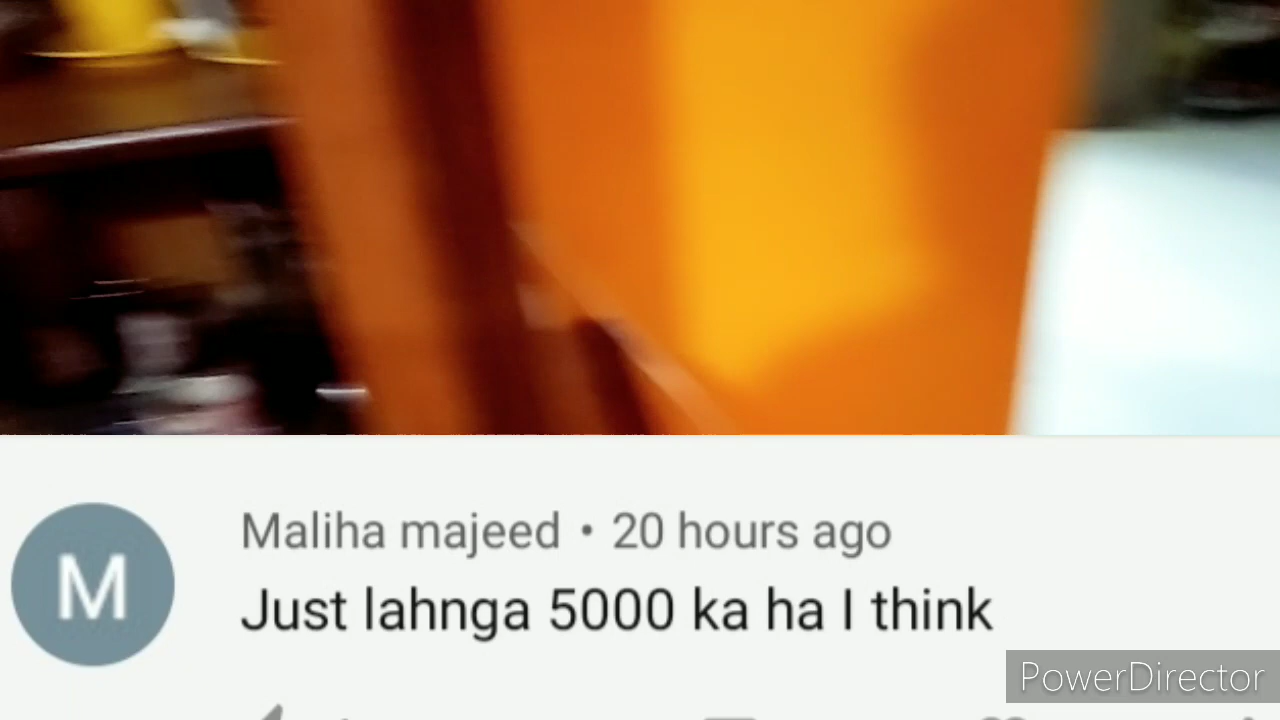 Maliha majeed • 20 hours ago
M
Just lahnga 5000 ka ha I think
PowerDirector